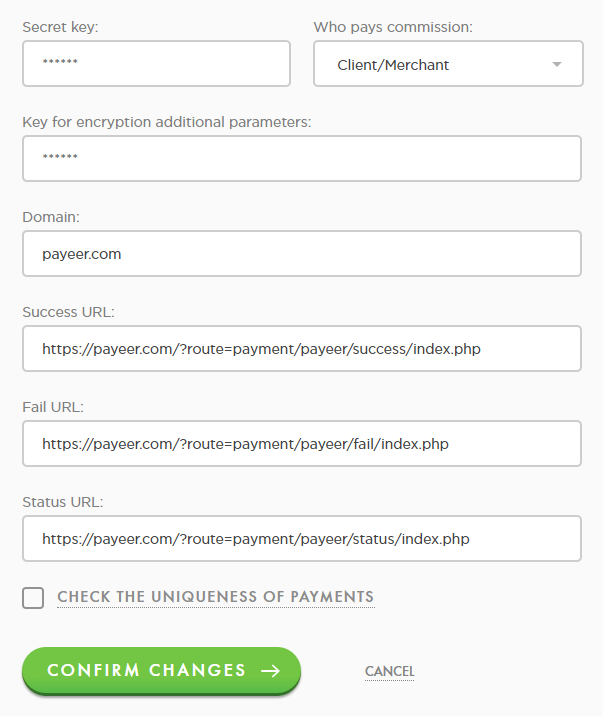 Secret key:
Who pays commission:
******
Client/Merchant
Key for encryption additional parameters:
******
Domain:
payeer.com
Success URL:
https://payeer.com/?route=payment/payeer/success/index.php
Fail URL:
https://payeer.com/?route=payment/payeer/fail/index.php
Status URL:
https://payeer.com/?route=payment/payeer/status/index.php
CHECK THE UNIQUENESS OF PAYMENTS
CONFIRM CHANGES →
CANCEL